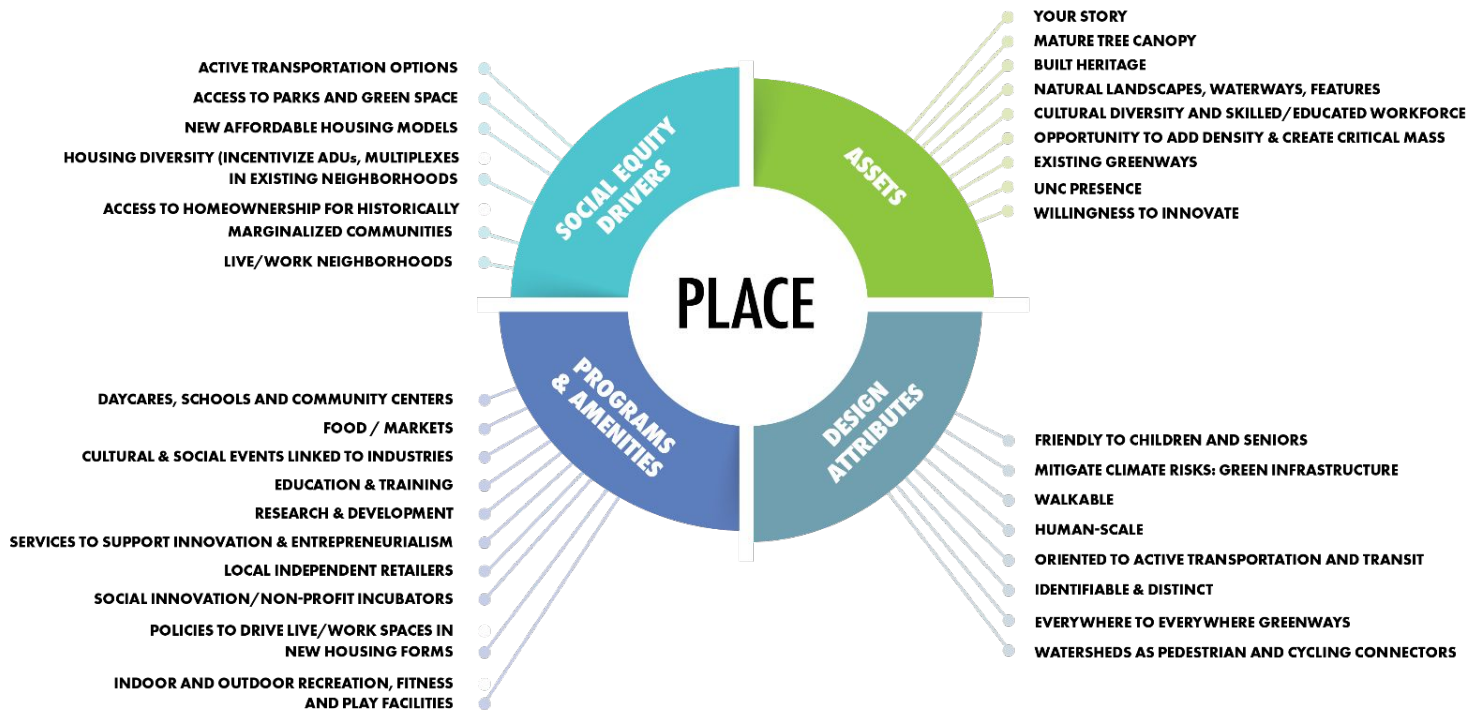 ACTIVE TRANSPORTATION OPTIONS
ACCESS TO PARKS AND GREEN SPACE
NEW AFFORDABLE HOUSING MODELS
HOUSING DIVERSITY (INCENTIVIZE ADUs, MULTIPLEXES
IN EXISTING NEIGHBORHOODS
ACCESS TO HOMEOWNERSHIP FOR HISTORICALLY
MARGINALIZED COMMUNITIES
LIVE/WORK NEIGHBORHOODS
SOCIAL EQUITY
DRIVERS
YOUR STORY
MATURE TREE CANOPY
BUILT HERITAGE
NATURAL LANDSCAPES, WATERWAYS, FEATURES
CULTURAL DIVERSITY AND SKILLED/EDUCATED WORKFORCE
OPPORTUNITY TO ADD DENSITY & CREATE CRITICAL MASS
EXISTING GREENWAYS
UNC PRESENCE
WILLINGNESS TO INNOVATE
ASSETS
PLACE
DAYCARES, SCHOOLS AND COMMUNITY CENTERS
FOOD / MARKETS
CULTURAL & SOCIAL EVENTS LINKED TO INDUSTRIES
EDUCATION & TRAINING
RESEARCH & DEVELOPMENT
SERVICES TO SUPPORT INNOVATION & ENTREPRENEURIALISM
LOCAL INDEPENDENT RETAILERS
SOCIAL INNOVATION/NON-PROFIT INCUBATORS
POLICIES TO DRIVE LIVE/WORK SPACES IN
NEW HOUSING FORMS
INDOOR AND OUTDOOR RECREATION, FITNESS
AND PLAY FACILITIES
PROGRAMS
& AMENITIES
DESIGN
ATTRIBUTES
FRIENDLY TO CHILDREN AND SENIORS
MITIGATE CLIMATE RISKS: GREEN INFRASTRUCTURE
WALKABLE
HUMAN-SCALE
ORIENTED TO ACTIVE TRANSPORTATION AND TRANSIT
IDENTIFIABLE & DISTINCT
EVERYWHERE TO EVERYWHERE GREENWAYS
WATERSHEDS AS PEDESTRIAN AND CYCLING CONNECTORS